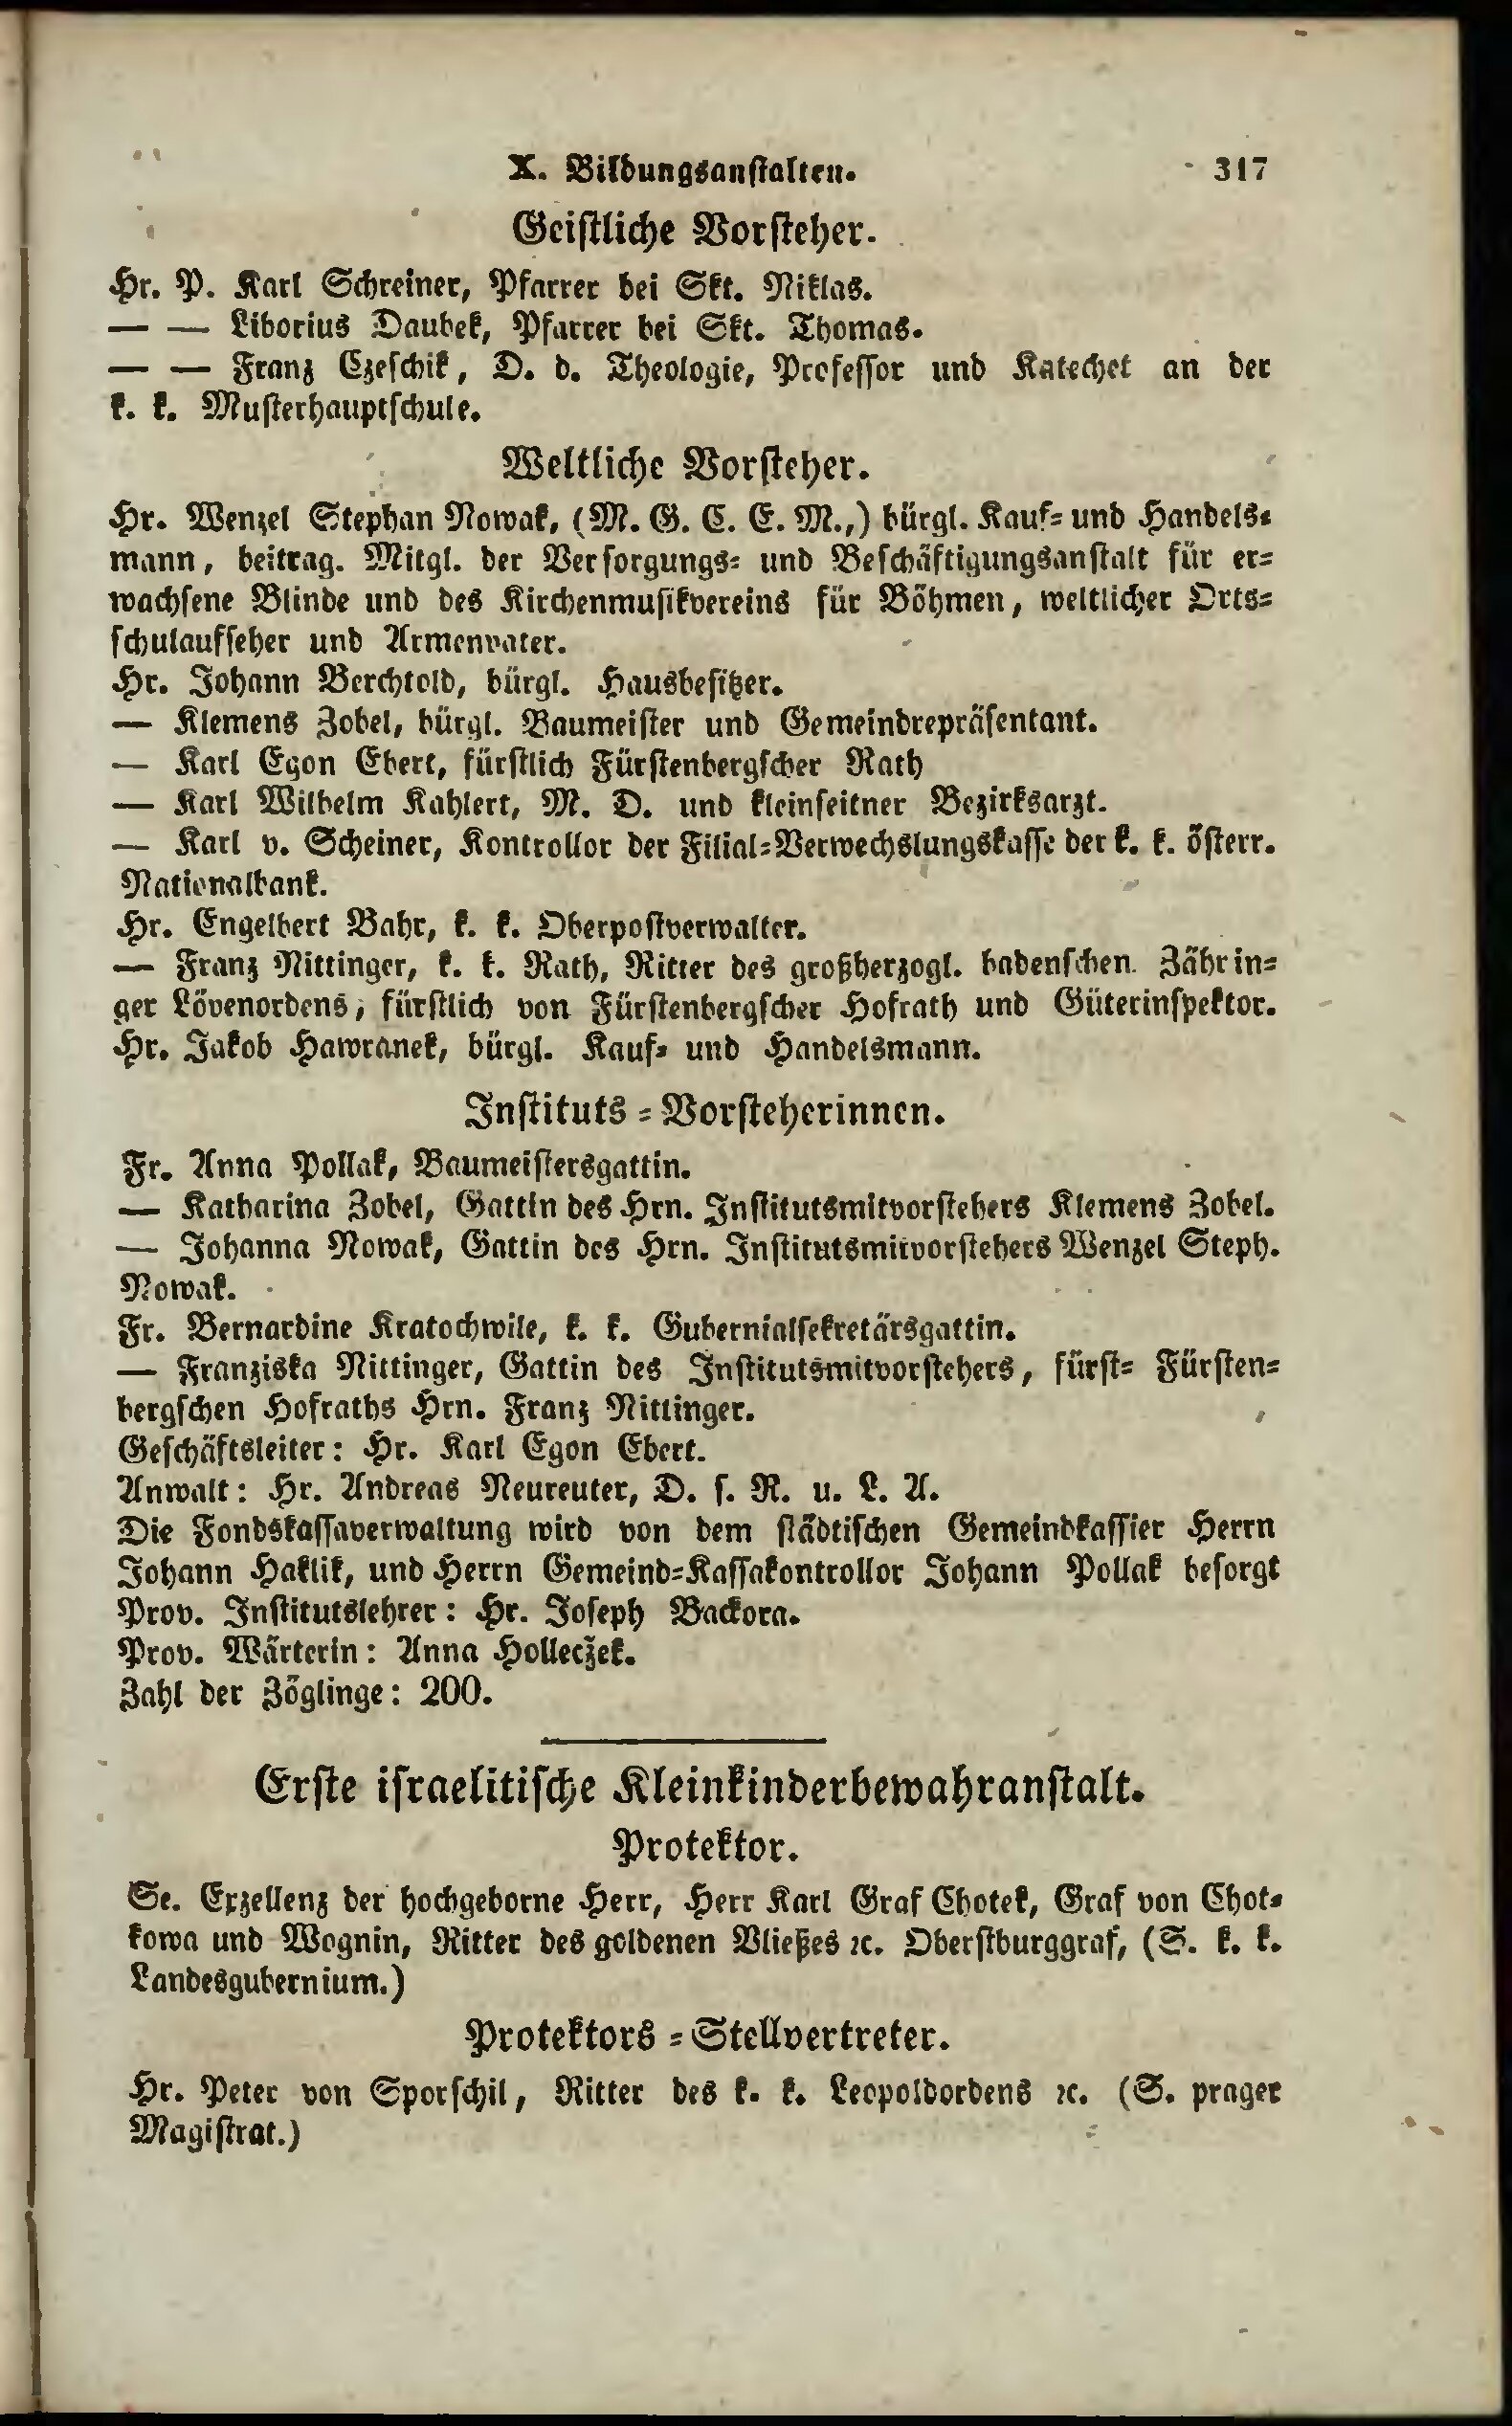 X. Bildungsanstalten. 317
Geistliche Vorsteher.
Hr. P. Karl Schreiner, Pfarrer bei Skt. Niklas.
— — Liborius Daubek, Pfarrer bei Skt. Thomas.
— — Franz Czeschik, D. d. Theologie, Professor und Katechet an der
k. k. Musterhauptschule.
Weltliche Vorsteher.
Hr. Wenzel Stephan Nowak, (M. G. C. E. M.,) bürgl. Kauf- und Handels-
mann, beitrag. Mitgl. der Versorgungs- und Beschäftigungsanstalt für er-
wachsene Blinde und des Kirchenmusikvereins für Böhmen, weltlicher Orts-
schulaufseher und Armenvater.
Hr. Johann Berchtold, bürgl. Hausbesitzer.
— Klemens Zobel, bürgl. Baumeister und Gemeindrepräsentant.
— Karl Egon Ebert, fürstlich Fürstenbergscher Rath
— Karl Wilhelm Kahlert, M. D. und kleinseitner Bezirksarzt.
— Karl v. Scheiner, Kontrollor der Filial-Verwechslungskasse der k. k. österr.
Nationalbank.
Hr. Engelbert Bahr, k. k. Oberpostverwalter.
— Franz Nittinger, k. k. Rath, Ritter des großherzogl. badenschen Zährin-
ger Lövenordens, fürstlich von Fürstenbergscher Hofrath und Güterinspektor.
Hr. Jakob Hawranek, bürgl. Kauf- und Handelsmann.
Instituts-Vorsteherinnen.
Fr. Anna Pollak, Baumeistersgattin.
— Katharina Zobel, Gattin des Hrn. Institutsmitvorstehers Klemens Zobel.
— Johanna Nowak, Gattin des Hrn. Institutsmitvorstehers Wenzel Steph.
Nowak.
Fr. Bernardine Kratochwile, k. k. Gubernialsekretärsgattin.
— Franziska Nittinger, Gattin des Institutsmitvorstehers, fürst- Fürsten-
bergschen Hofraths Hrn. Franz Nittinger.
Geschäftsleiter: Hr. Karl Egon Ebert.
Anwalt: Hr. Andreas Neureuter, D. s. R. u. L. A.
Die Fondskassaverwaltung wird von dem städtischen Gemeindkassier Herrn
Johann Haklik, und Herrn Gemeind-Kassakontrollor Johann Pollak besorgt
Prov. Institutslehrer: Hr. Joseph Backora.
Prov. Wärterin: Anna Holleczek.
Zahl der Zöglinge: 200.
Erste israelitische Kleinkinderbewahranstalt.
Protektor.
Se. Exzellenz der hochgeborne Herr, Herr Karl Graf Chotek, Graf von Chot-
kowa und Wognin, Ritter des goldenen Vließes ꝛc. Oberstburggraf, (S. k. k.
Landesgubernium.)
Protektors-Stellvertreter.
Hr. Peter von Sporschil, Ritter des k. k. Leopoldordens ꝛc. (S. prager
Magistrat.)